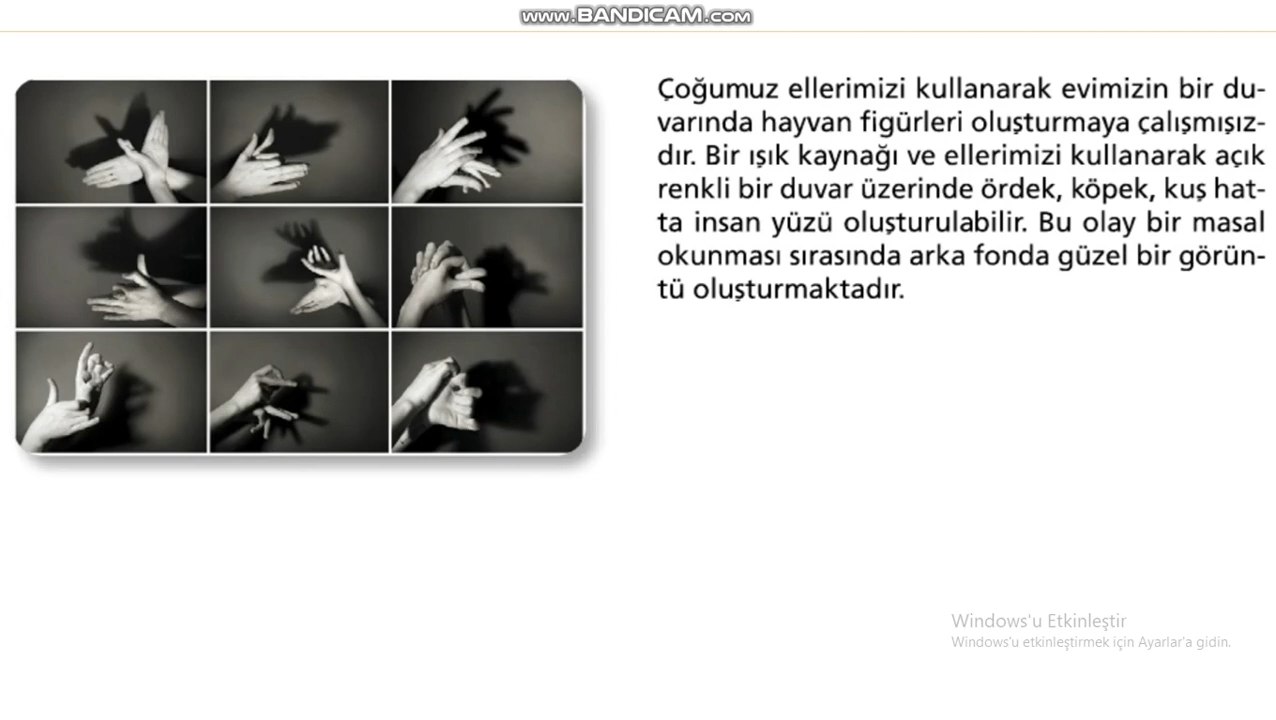 www.BANDICAM.com
Çoğumuz ellerimizi kullanarak evimizin bir du-
varında hayvan figürleri oluşturmaya çalışmışız-
dır. Bir ışık kaynağı ve ellerimizi kullanarak açık
renkli bir duvar üzerinde ördek, köpek, kuş hat-
ta insan yüzü oluşturulabilir. Bu olay bir masal
okunması sırasında arka fonda güzel bir görün-
tü oluşturmaktadır.
Windows'u Etkinleştir
Windows'u etkinleştirmek için Ayarlar'a gidin.